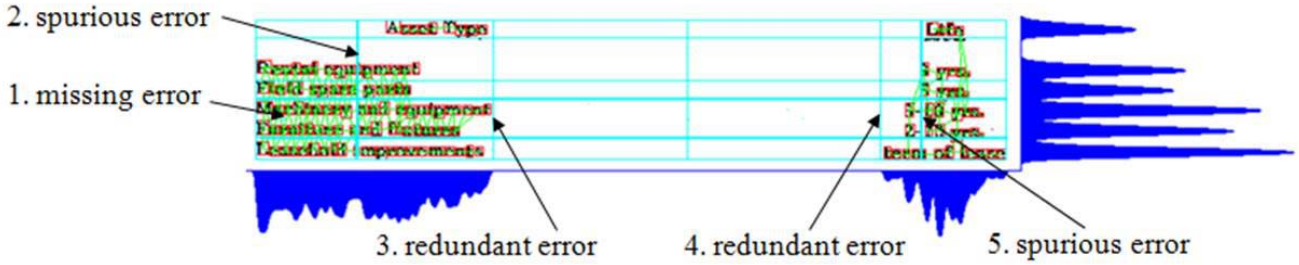 2. spurious error
Asset Type Life
Rental equipment 5 yrs.
Field spare parts 5 yrs.
1. missing error
Machinery and equipment 5- 10 yrs.
Furniture and fixtures 2- 10 yrs.
Leasehold improvements term of lease
3. redundant error 4. redundant error 5. spurious error